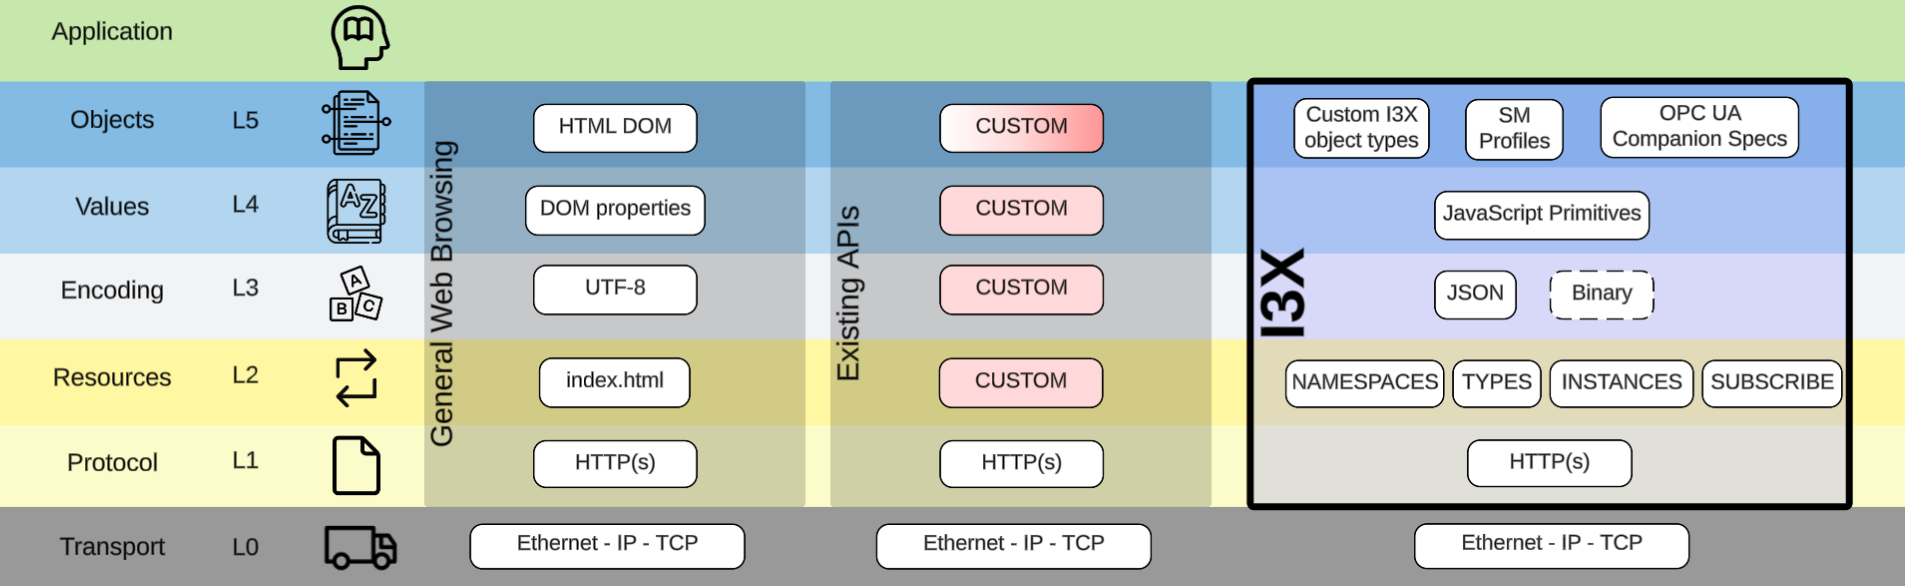 Application
Objects
L5
HTML DOM
CUSTOM
Custom I3X
object types
SM
Profiles
OPC UA
Companion Specs
Values
L4
DOM properties
CUSTOM
JavaScript Primitives
Encoding
L3
UTF-8
CUSTOM
JSON
Binary
Resources
L2
index.html
CUSTOM
NAMESPACES
TYPES
INSTANCES
SUBSCRIBE
Protocol
L1
HTTP(s)
HTTP(s)
HTTP(s)
Transport
L0
Ethernet - IP - TCP
Ethernet - IP - TCP
Ethernet - IP - TCP
General Web Browsing
Existing APIs
I3X
A
Z
A
B
C